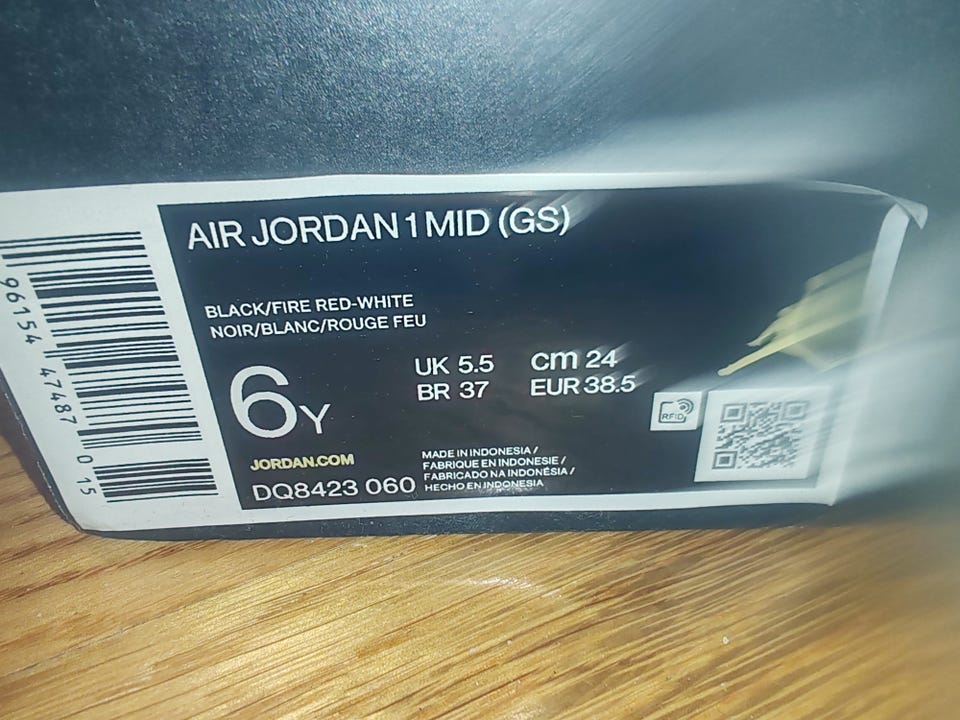 AIR JORDAN 1 MID (GS)
BLACK/FIRE RED-WHITE
NOIR/BLANC/ROUGE FEU
6Y
UK 5.5 cm 24
BR 37 EUR 38.5
RFID
JORDAN.COM
DQ8423 060
MADE IN INDONESIA /
FABRIQUE EN INDONESIE /
FABRICADO NA INDONÉSIA /
HECHO EN INDONESIA
96154 47487 0 15